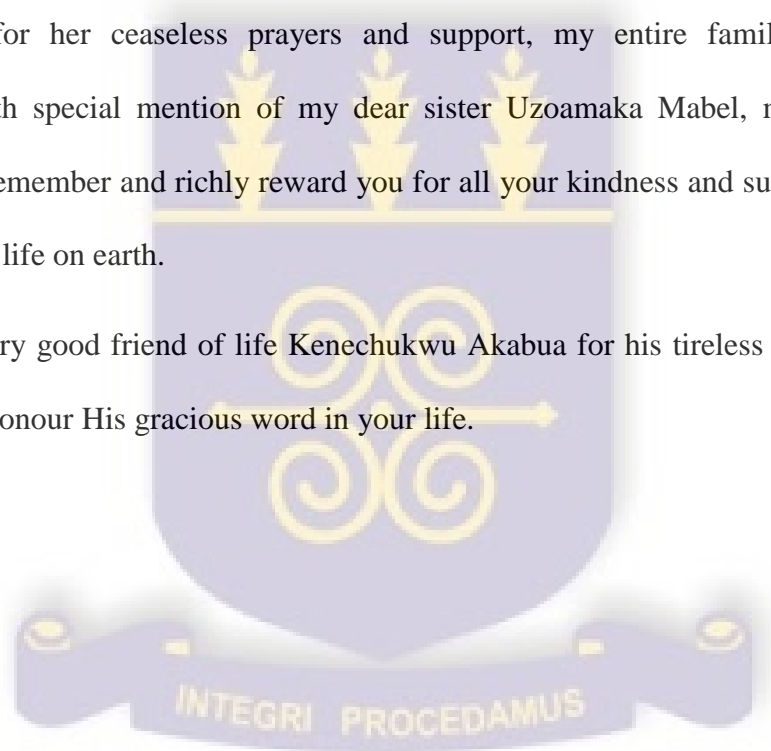 for her ceaseless prayers and support, my entire famil
th special mention of my dear sister Uzoamaka Mabel,
emember and richly reward you for all your kindness and su
life on earth.
ry good friend of life Kenechukwu Akabua for his tireless
onour His gracious word in your life.
INTEGRI PROCEDAMUS